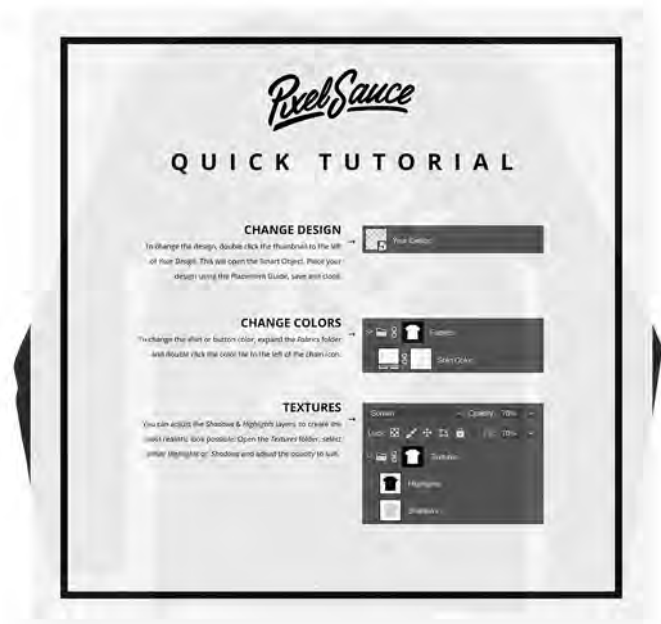 PixelSauce
QUICK TUTORIAL
CHANGE DESIGN
To change the design, double click the thumbnail to the left
of Your Design. This will open the Smart Object. Place your
design using the Placement Guide, save and close.
Your Design
CHANGE COLORS
To change the shirt or button color, expand the Fabrics folder
and double click the color tile to the left of the chain icon.
Fabrics
Shirt Color
TEXTURES
You can adjust the Shadows & Highlights layers, to create the
most realistic look possible. Open the Textures folder, select
either Highlights or Shadows and adjust the opacity to suit.
Screen Opacity: 70%
Lock: Fill: 70%
Textures
Highlights
Shadows